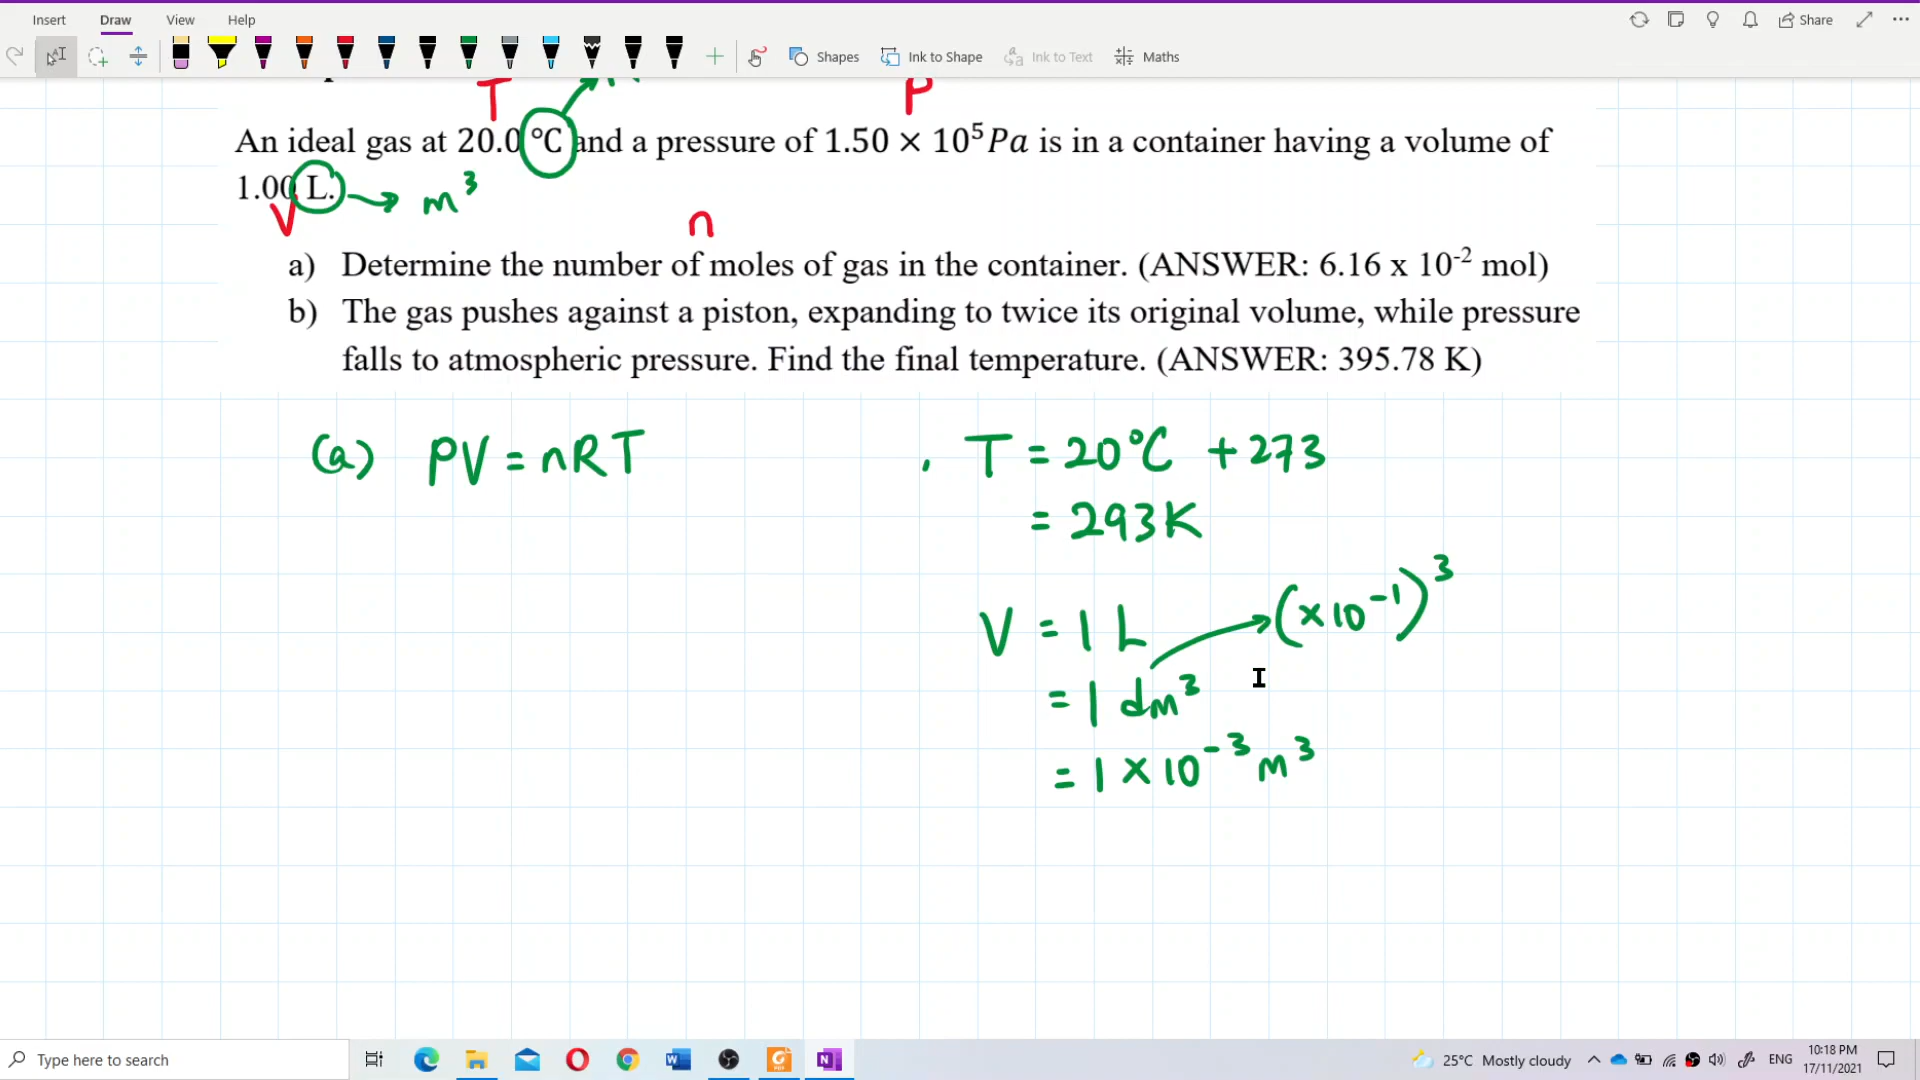 Insert Draw View Help
Share
Shapes Ink to Shape Ink to Text Maths
T P
An ideal gas at 20.0 °C and a pressure of 1.50 × 10⁵ Pa is in a container having a volume of
1.00 L. → m³
V n
a) Determine the number of moles of gas in the container. (ANSWER: 6.16 x 10⁻² mol)
b) The gas pushes against a piston, expanding to twice its original volume, while pressure
falls to atmospheric pressure. Find the final temperature. (ANSWER: 395.78 K)
(a) PV = nRT
T = 20°C + 273
= 293K
V = 1 L → (×10⁻¹)³
= 1 dm³
= 1 × 10⁻³ m³
Type here to search
25°C Mostly cloudy
ENG
10:18 PM
17/11/2021